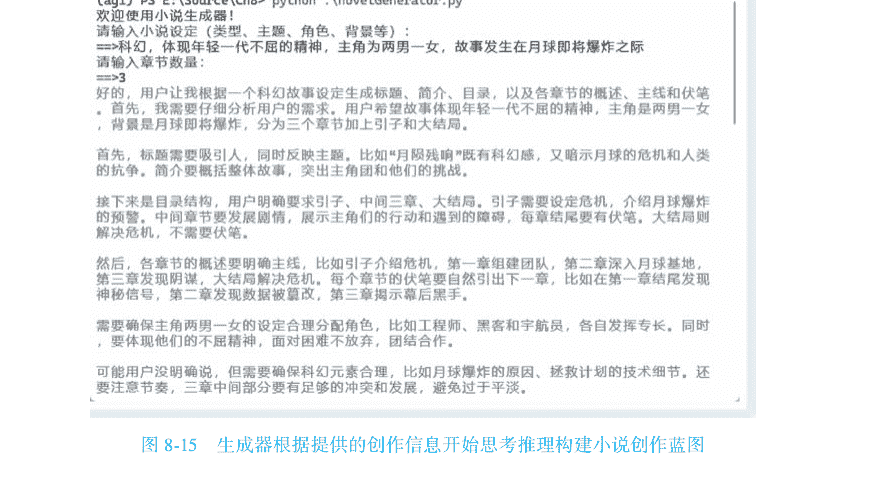 (agi) PS E:\Source\Ch8> python .\novelGenerator.py
欢迎使用小说生成器！
请输入小说设定（类型、主题、角色、背景等）：
==>科幻，体现年轻一代不屈的精神，主角为两男一女，故事发生在月球即将爆炸之际
请输入章节数量：
==>3
好的，用户让我根据一个科幻故事设定生成标题、简介、目录，以及各章节的概述、主线和伏笔
。首先，我需要仔细分析用户的需求。用户希望故事体现年轻一代不屈的精神，主角是两男一女
，背景是月球即将爆炸，分为三个章节加上引子和大结局。
首先，标题需要吸引人，同时反映主题。比如“月陨残响”既有科幻感，又暗示月球的危机和人类
的抗争。简介要概括整体故事，突出主角团和他们的挑战。
接下来是目录结构，用户明确要求引子、中间三章、大结局。引子需要设定危机，介绍月球爆炸
的预警。中间章节要发展剧情，展示主角们的行动和遇到的障碍，每章结尾要有伏笔。大结局则
解决危机，不需要伏笔。
然后，各章节的概述要明确主线，比如引子介绍危机，第一章组建团队，第二章深入月球基地，
第三章发现阴谋，大结局解决危机。每个章节的伏笔要自然引出下一章，比如在第一章结尾发现
神秘信号，第二章发现数据被篡改，第三章揭示幕后黑手。
需要确保主角两男一女的设定合理分配角色，比如工程师、黑客和宇航员，各自发挥专长。同时
，要体现他们的不屈精神，面对困难不放弃，团结合作。
可能用户没明确说，但需要确保科幻元素合理，比如月球爆炸的原因、拯救计划的技术细节。还
要注意节奏，三章中间部分要有足够的冲突和发展，避免过于平淡。
图 8-15 生成器根据提供的创作信息开始思考推理构建小说创作蓝图